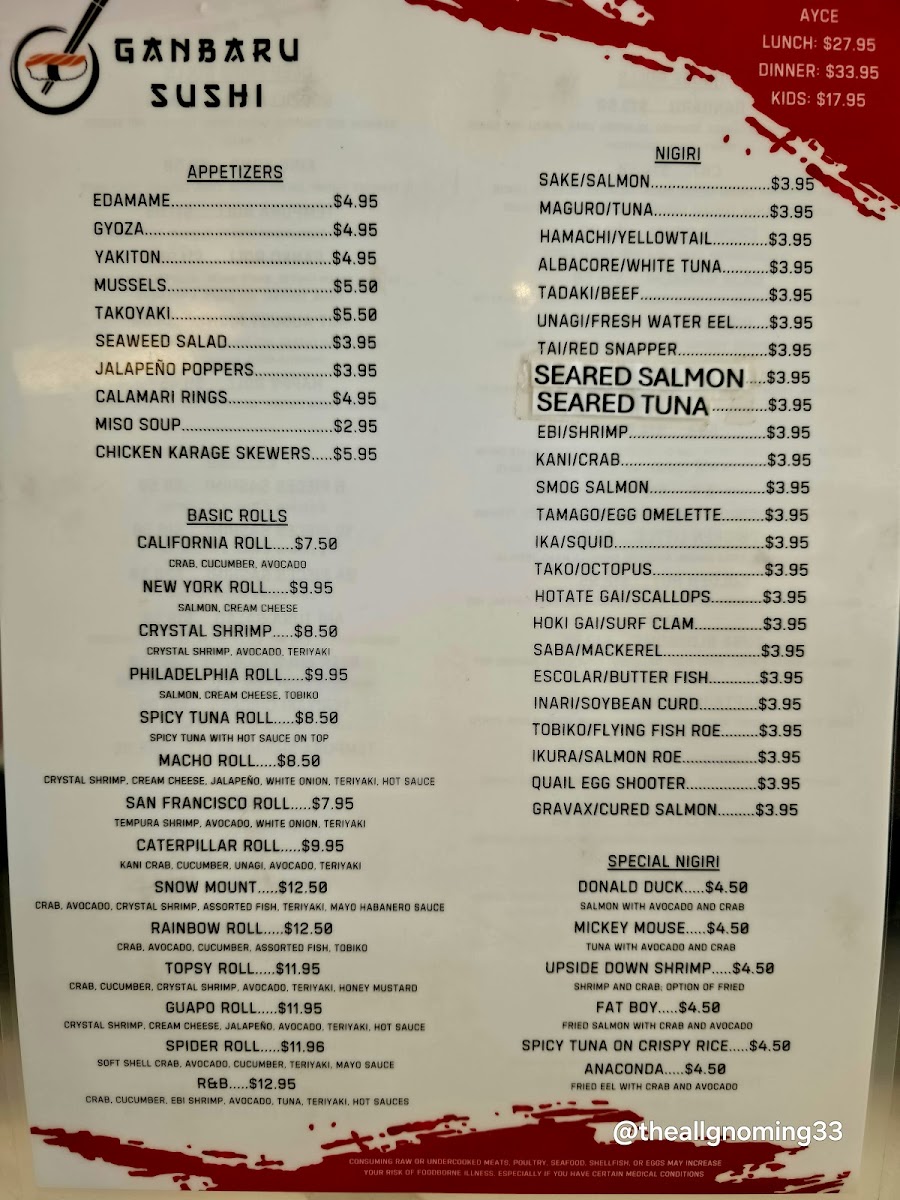 GANBARU
SUSHI
AYCE
LUNCH: $27.95
DINNER: $33.95
KIDS: $17.95
APPETIZERS
EDAMAME.....$4.95
GYOZA.....$4.95
YAKITON.....$4.95
MUSSELS.....$5.50
TAKOYAKI.....$5.50
SEAWEED SALAD.....$3.95
JALAPEÑO POPPERS.....$3.95
CALAMARI RINGS.....$4.95
MISO SOUP.....$2.95
CHICKEN KARAGE SKEWERS.....$5.95
BASIC ROLLS
CALIFORNIA ROLL.....$7.50
CRAB, CUCUMBER, AVOCADO
NEW YORK ROLL.....$9.95
SALMON, CREAM CHEESE
CRYSTAL SHRIMP.....$8.50
CRYSTAL SHRIMP, AVOCADO, TERIYAKI
PHILADELPHIA ROLL.....$9.95
SALMON, CREAM CHEESE, TOBIKO
SPICY TUNA ROLL.....$8.50
SPICY TUNA WITH HOT SAUCE ON TOP
MACHO ROLL.....$8.50
CRYSTAL SHRIMP, CREAM CHEESE, JALAPEÑO, WHITE ONION, TERIYAKI, HOT SAUCE
SAN FRANCISCO ROLL.....$7.95
TEMPURA SHRIMP, AVOCADO, WHITE ONION, TERIYAKI
CATERPILLAR ROLL.....$9.95
KANI CRAB, CUCUMBER, UNAGI, AVOCADO, TERIYAKI
SNOW MOUNT.....$12.50
CRAB, AVOCADO, CRYSTAL SHRIMP, ASSORTED FISH, TERIYAKI, MAYO HABANERO SAUCE
RAINBOW ROLL.....$12.50
CRAB, AVOCADO, CUCUMBER, ASSORTED FISH, TOBIKO
TOPSY ROLL.....$11.95
CRAB, CUCUMBER, CRYSTAL SHRIMP, AVOCADO, TERIYAKI, HONEY MUSTARD
GUAPO ROLL.....$11.95
CRYSTAL SHRIMP, CREAM CHEESE, JALAPEÑO, AVOCADO, TERIYAKI, HOT SAUCE
SPIDER ROLL.....$11.96
SOFT SHELL CRAB, AVOCADO, CUCUMBER, TERIYAKI, MAYO SAUCE
R&B.....$12.95
CRAB, CUCUMBER, EBI SHRIMP, AVOCADO, TUNA, TERIYAKI, HOT SAUCES
NIGIRI
SAKE/SALMON.....$3.95
MAGURO/TUNA.....$3.95
HAMACHI/YELLOWTAIL.....$3.95
ALBACORE/WHITE TUNA.....$3.95
TADAKI/BEEF.....$3.95
UNAGI/FRESH WATER EEL.....$3.95
TAI/RED SNAPPER.....$3.95
SEARED SALMON.....$3.95
SEARED TUNA.....$3.95
EBI/SHRIMP.....$3.95
KANI/CRAB.....$3.95
SMOG SALMON.....$3.95
TAMAGO/EGG OMELETTE.....$3.95
IKA/SQUID.....$3.95
TAKO/OCTOPUS.....$3.95
HOTATE GAI/SCALLOPS.....$3.95
HOKI GAI/SURF CLAM.....$3.95
SABA/MACKEREL.....$3.95
ESCOLAR/BUTTER FISH.....$3.95
INARI/SOYBEAN CURD.....$3.95
TOBIKO/FLYING FISH ROE.....$3.95
IKURA/SALMON ROE.....$3.95
QUAIL EGG SHOOTER.....$3.95
GRAVAX/CURED SALMON.....$3.95
SPECIAL NIGIRI
DONALD DUCK.....$4.50
SALMON WITH AVOCADO AND CRAB
MICKEY MOUSE.....$4.50
TUNA WITH AVOCADO AND CRAB
UPSIDE DOWN SHRIMP.....$4.50
SHRIMP AND CRAB; OPTION OF FRIED
FAT BOY.....$4.50
FRIED SALMON WITH CRAB AND AVOCADO
SPICY TUNA ON CRISPY RICE.....$4.50
ANACONDA.....$4.50
FRIED EEL WITH CRAB AND AVOCADO
@theallgnoming33
CONSUMING RAW OR UNDERCOOKED MEATS, POULTRY, SEAFOOD, SHELLFISH, OR EGGS MAY INCREASE
YOUR RISK OF FOODBORNE ILLNESS, ESPECIALLY IF YOU HAVE CERTAIN MEDICAL CONDITIONS